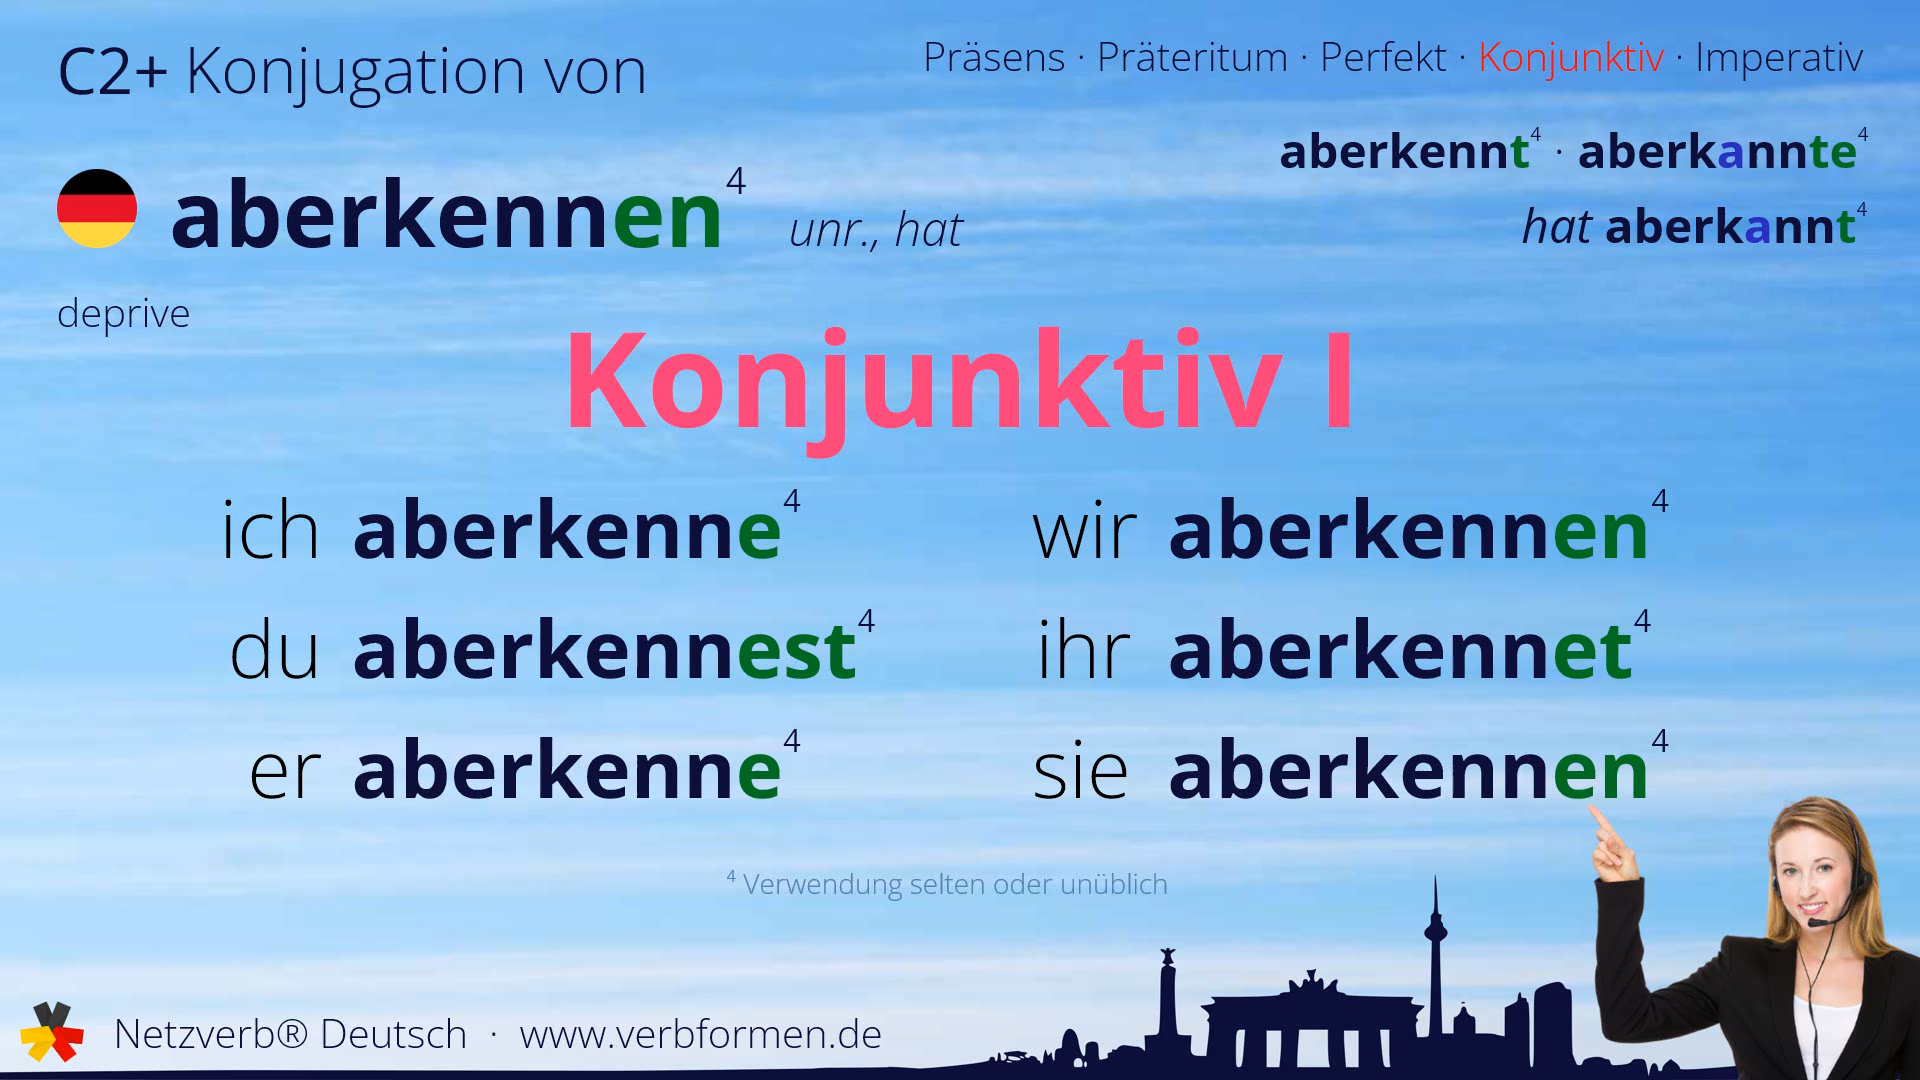 C2+ Konjugation von
Präsens · Präteritum · Perfekt · Konjunktiv · Imperativ
aberkennen⁴ unr., hat
aberkennt⁴ · aberkannte⁴
hat aberkannt⁴
deprive
Konjunktiv I
ich aberkenne⁴
du aberkennest⁴
er aberkenne⁴
wir aberkennen⁴
ihr aberkennet⁴
sie aberkennen⁴
⁴ Verwendung selten oder unüblich
Netzverb® Deutsch · www.verbformen.de